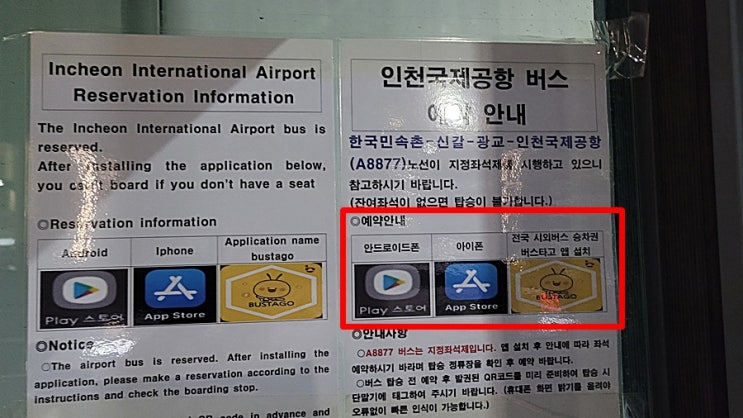 Incheon International Airport
Reservation Information
The Incheon International Airport bus is
reserved.
After installing the application below,
you can't board if you don't have a seat
◎Reservation information
Android
Iphone
Application name
bustago
Play 스토어
App Store
BUSTAGO
◎Notice
○The airport bus is reserved. After installing the
application, please make a reservation according to the
instructions and check the boarding stop.
QR code in advance and
인천국제공항 버스
예약 안내
한국민속촌-신갈-광교-인천국제공항
(A8877)노선이 지정좌석제로 시행하고 있으니
참고하시기 바랍니다.
(잔여좌석이 없으면 탑승이 불가합니다.)
◎예약안내
안드로이드폰
아이폰
전국 시외버스 승차권
버스타고 앱 설치
Play 스토어
App Store
BUSTAGO
◎안내사항
○A8877 버스는 지정좌석제입니다. 앱 설치 후 안내에 따라 좌석
예약하시기 바라며 탑승 정류장을 확인 후 예약 바랍니다.
○버스 탑승 전 예약 후 발권된 QR코드를 미리 준비하여 탑승 시
단말기에 태그하여 주시기 바랍니다. (휴대폰 화면 밝기를 올려야
오류없이 빠른 인식이 가능합니다.)